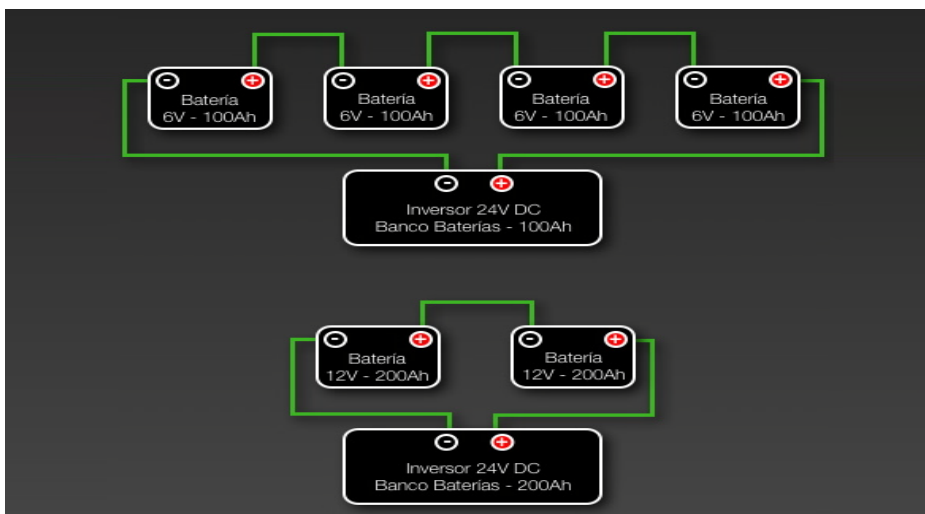 Batería
6V - 100Ah
Batería
6V - 100Ah
Batería
6V - 100Ah
Batería
6V - 100Ah
Inversor 24V DC
Banco Baterías - 100Ah
Batería
12V - 200Ah
Batería
12V - 200Ah
Inversor 24V DC
Banco Baterías - 200Ah